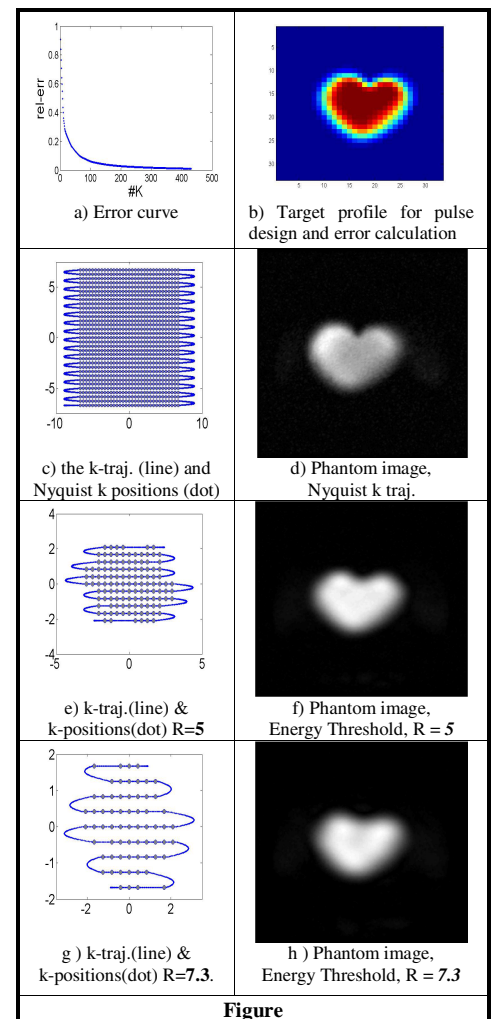 1
0.8
0.6
0.4
0.2
0
rel-err
0 100 200 300 400 500
#K
a) Error curve
5
10
15
20
25
30
5 10 15 20 25 30
b) Target profile for pulse
design and error calculation
5
0
-5
-10 0 10
c) the k-traj. (line) and
Nyquist k positions (dot)
d) Phantom image,
Nyquist k traj.
4
2
0
-2
-4
-5 0 5
e) k-traj.(line) &
k-positions(dot) R=5
f) Phantom image,
Energy Threshold, R = 5
2
1
0
-1
-2
-2 0 2
g ) k-traj.(line) &
k-positions(dot) R=7.3.
h ) Phantom image,
Energy Threshold, R = 7.3
Figure